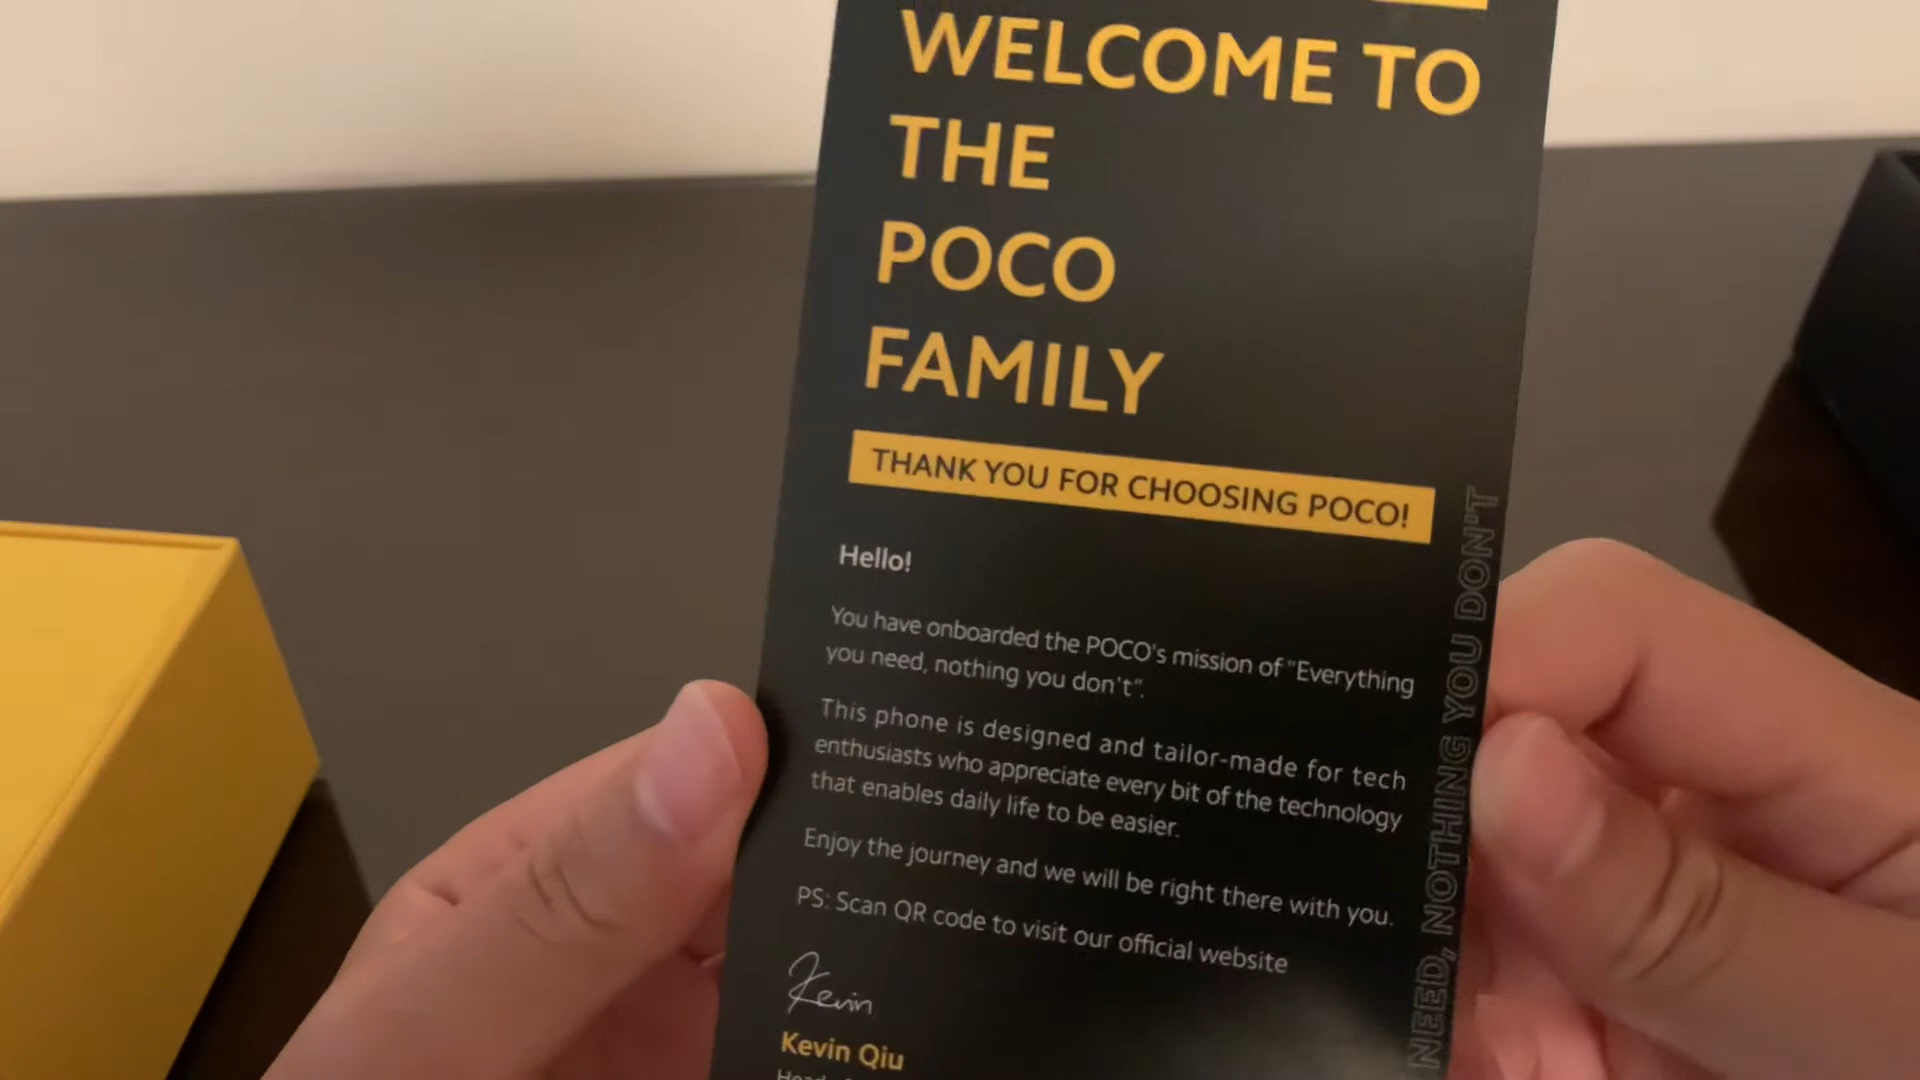 WELCOME TO
THE
POCO
FAMILY
THANK YOU FOR CHOOSING POCO!
Hello!
You have onboarded the POCO's mission of "Everything
you need, nothing you don't".
This phone is designed and tailor-made for tech
enthusiasts who appreciate every bit of the technology
that enables daily life to be easier.
Enjoy the journey and we will be right there with you.
PS: Scan QR code to visit our official website
Kevin
Kevin Qiu
NEED, NOTHING YOU DON'T